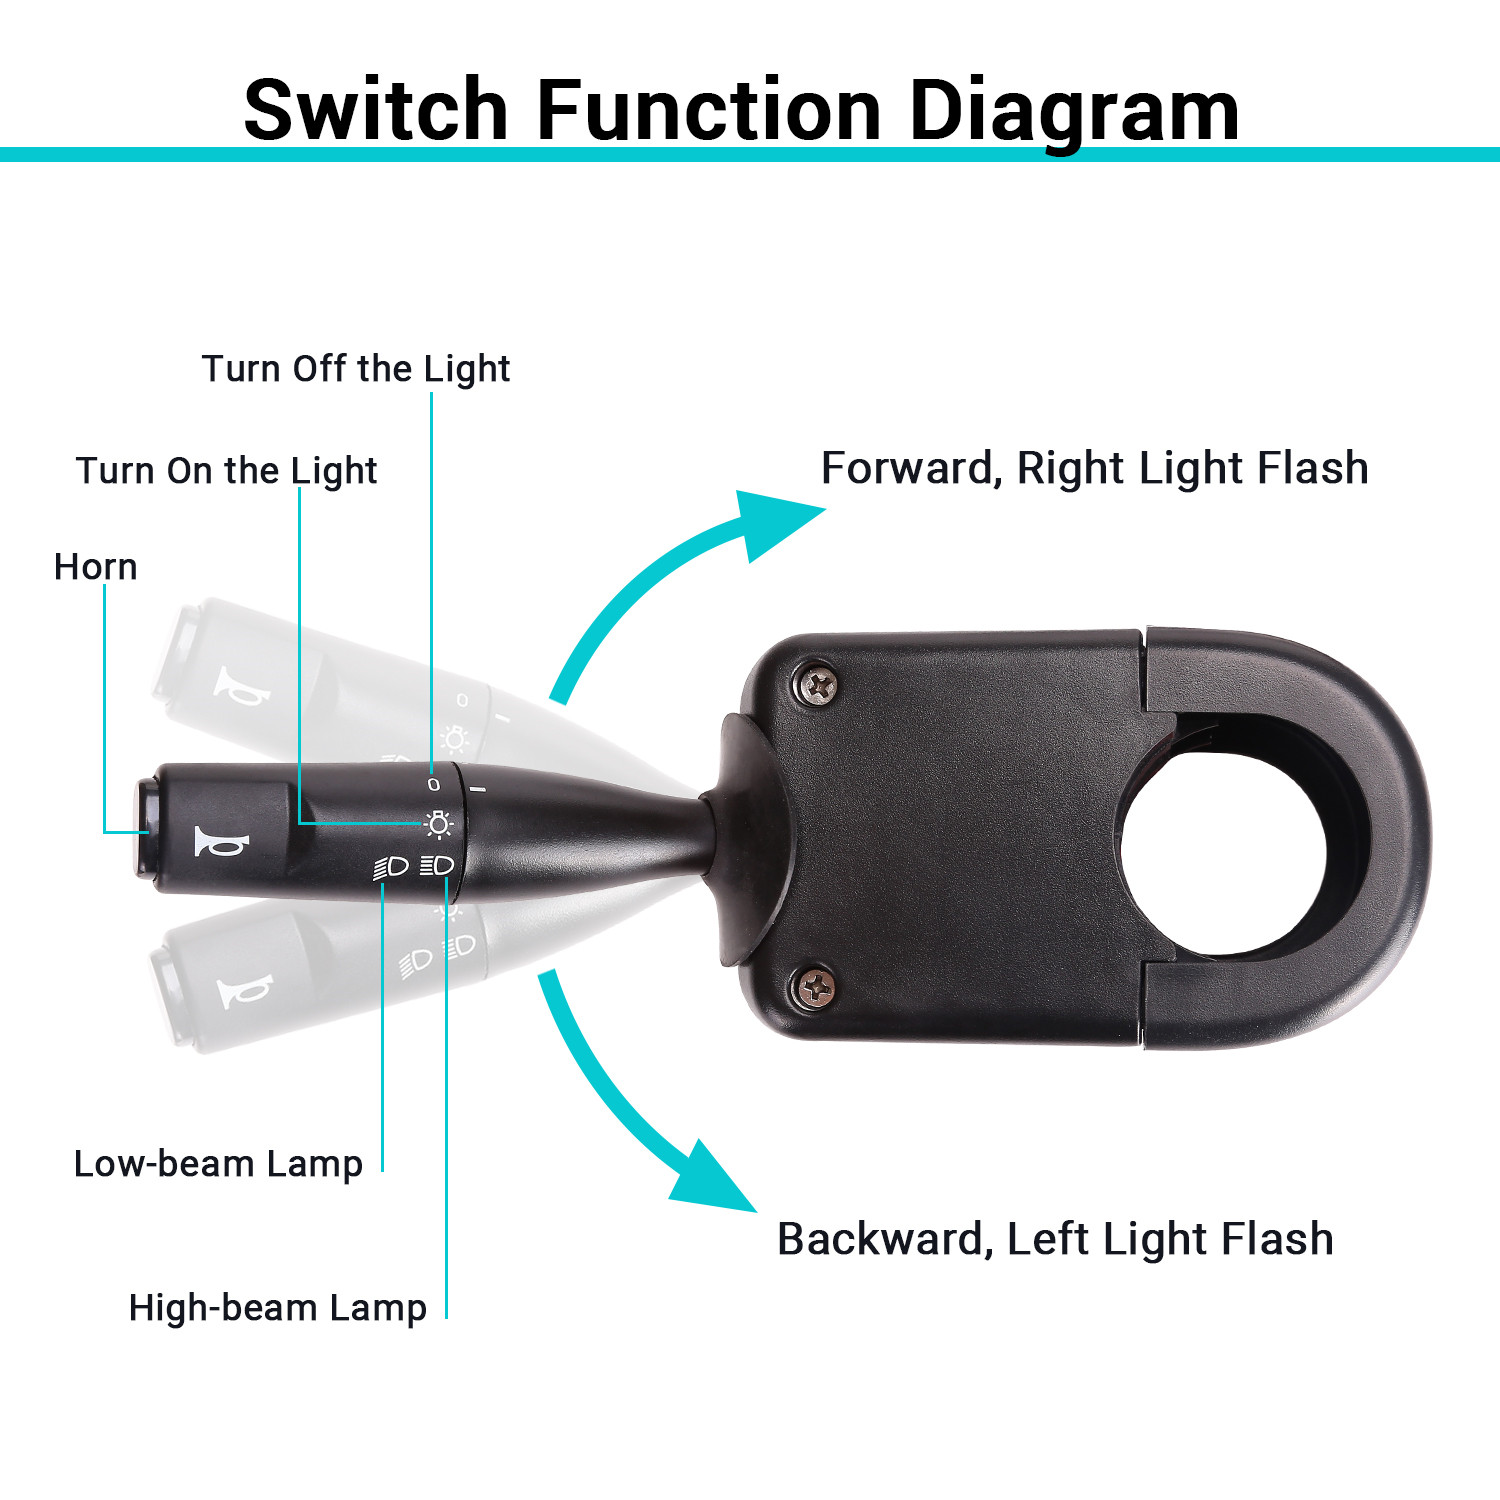 Switch Function Diagram
Turn Off the Light
Turn On the Light
Forward, Right Light Flash
Horn
0
0
Low-beam Lamp
Backward, Left Light Flash
High-beam Lamp